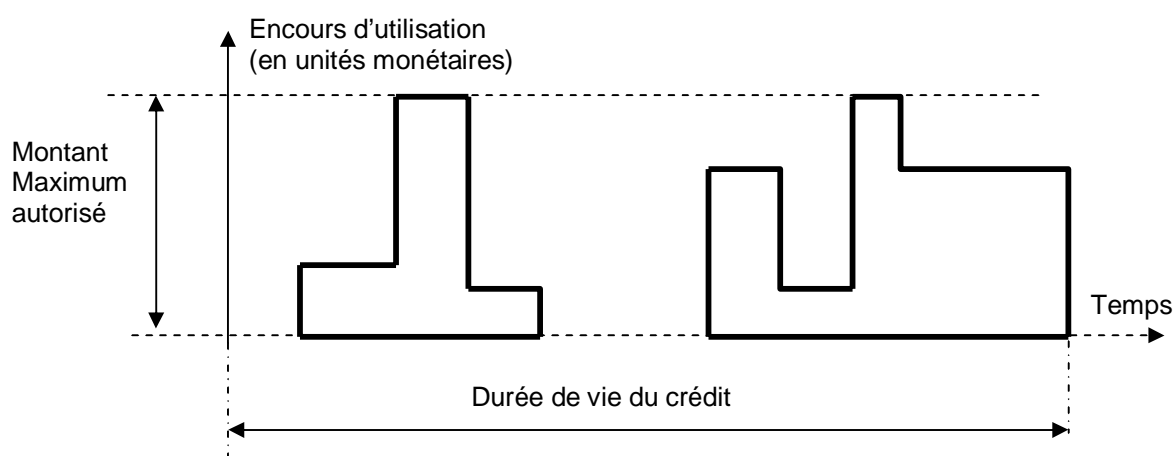 Encours d’utilisation
(en unités monétaires)
Montant
Maximum
autorisé
Temps
Durée de vie du crédit